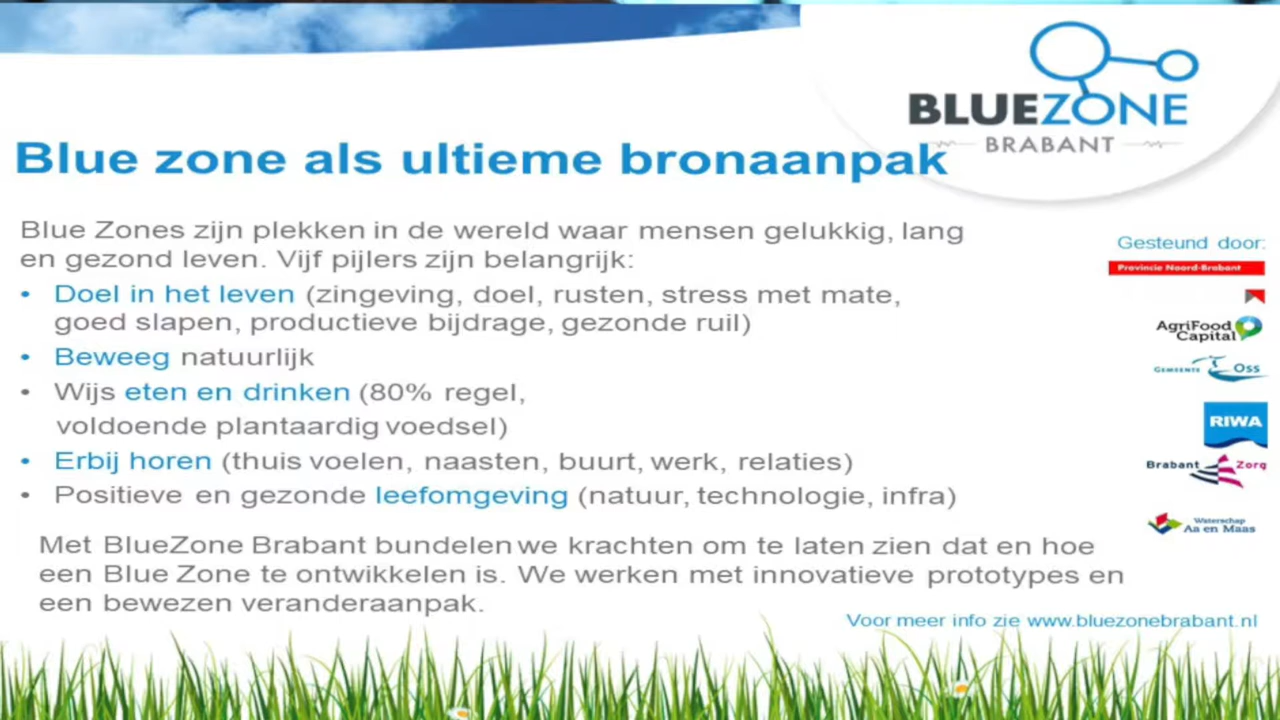 BLUEZONE
BRABANT
Blue zone als ultieme bronaanpak
Blue Zones zijn plekken in de wereld waar mensen gelukkig, lang
en gezond leven. Vijf pijlers zijn belangrijk:
• Doel in het leven (zingeving, doel, rusten, stress met mate,
goed slapen, productieve bijdrage, gezonde ruil)
• Beweeg natuurlijk
• Wijs eten en drinken (80% regel,
voldoende plantaardig voedsel)
• Erbij horen (thuis voelen, naasten, buurt, werk, relaties)
• Positieve en gezonde leefomgeving (natuur, technologie, infra)
Met BlueZone Brabant bundelen we krachten om te laten zien dat en hoe
een Blue Zone te ontwikkelen is. We werken met innovatieve prototypes en
een bewezen veranderaanpak.
Gesteund door:
Provincie Noord-Brabant
AgriFood
Capital
Gemeente Oss
RIWA
Brabant Zorg
Waterschap
Aa en Maas
Voor meer info zie www.bluezonebrabant.nl